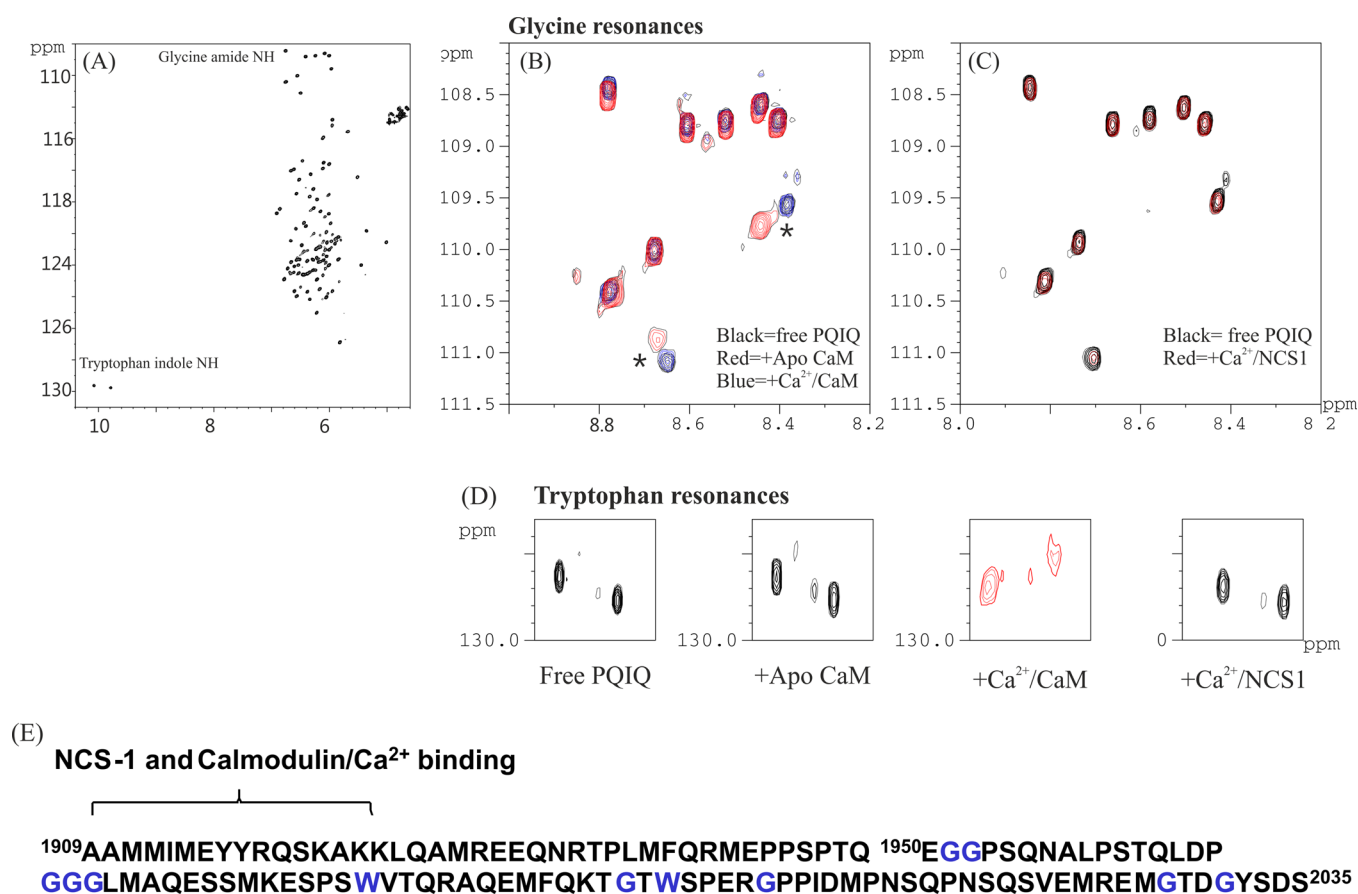 Glycine resonances
ppm
(A)
Glycine amide NH
110
116
118
124
126
130
Tryptophan indole NH
10
8
6
ppm
(B)
108.5
109.0
109.5
110.0
110.5
111.0
111.5
*
*
Black=free PQIQ
Red=+Apo CaM
Blue=+Ca²⁺/CaM
8.8
8.6
8.4
8.2
ppm
(C)
108.5
109.0
109.5
110.0
110.5
111.0
111.5
Black= free PQIQ
Red=+Ca²⁺/NCS1
8.0
8.6
8.4
8 2
ppm
(D)
Tryptophan resonances
ppm
130.0
130.0
130.0
0
ppm
Free PQIQ
+Apo CaM
+Ca²⁺/CaM
+Ca²⁺/NCS1
(E)
NCS-1 and Calmodulin/Ca²⁺ binding
¹⁹⁰⁹AAMMIMEYYRQSKAKKLQAMREEQNRTPLMFQRMEPPSPTQ ¹⁹⁵⁰EGGPSQNALPSTQLDP
GGGLMAQESSMKESPSWVTQRAQEMFQKTGTWSPERGPPIDMPNSQPNSQSVEMREMGTDGYSDS²⁰³⁵